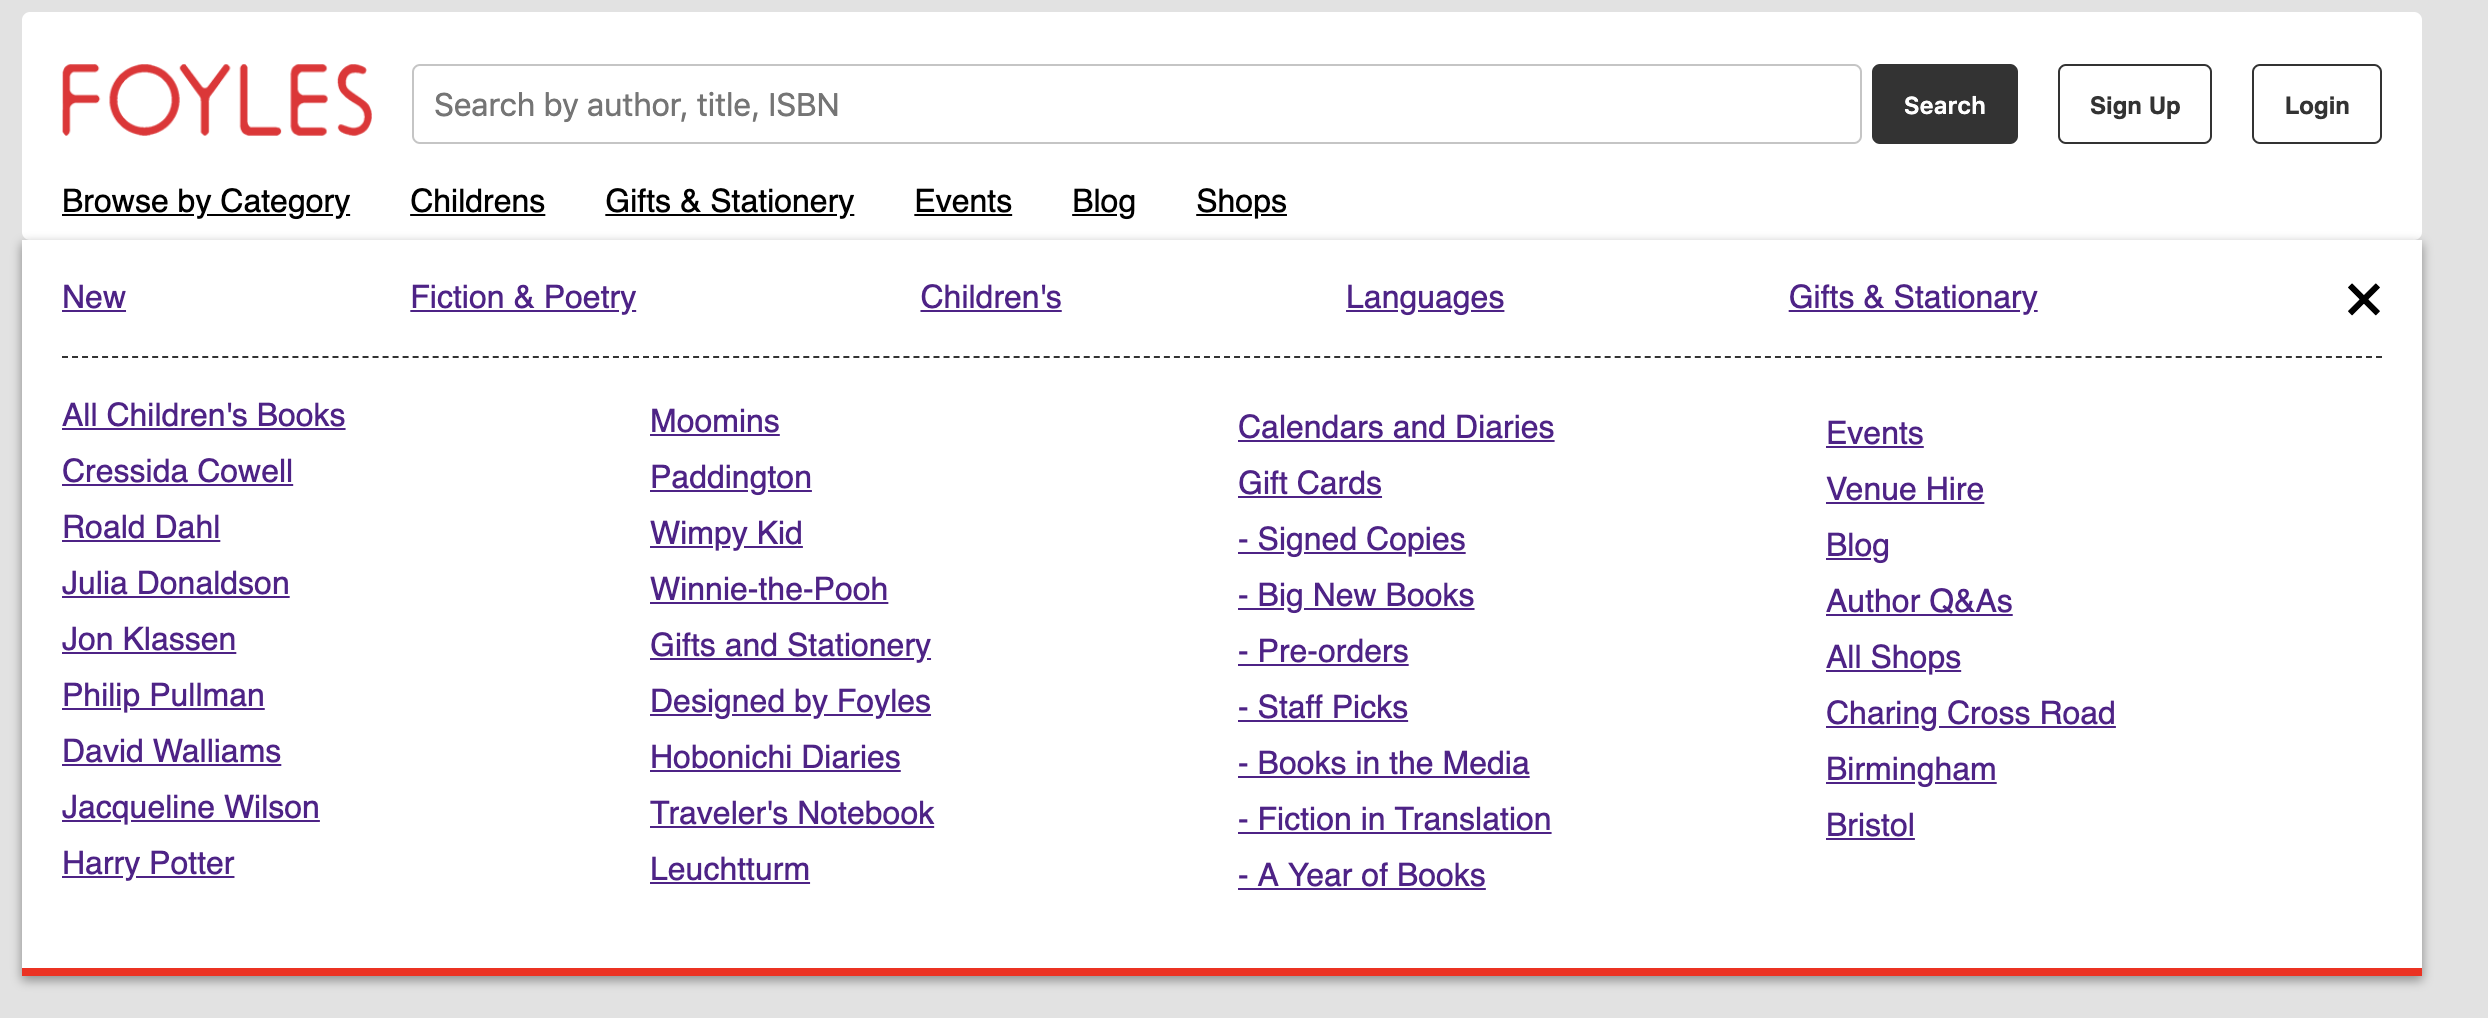 FOYLES
Search by author, title, ISBN
Search
Sign Up
Login
Browse by Category
Childrens
Gifts & Stationery
Events
Blog
Shops
New
Fiction & Poetry
Children's
Languages
Gifts & Stationary
All Children's Books
Cressida Cowell
Roald Dahl
Julia Donaldson
Jon Klassen
Philip Pullman
David Walliams
Jacqueline Wilson
Harry Potter
Moomins
Paddington
Wimpy Kid
Winnie-the-Pooh
Gifts and Stationery
Designed by Foyles
Hobonichi Diaries
Traveler's Notebook
Leuchtturm
Calendars and Diaries
Gift Cards
- Signed Copies
- Big New Books
- Pre-orders
- Staff Picks
- Books in the Media
- Fiction in Translation
- A Year of Books
Events
Venue Hire
Blog
Author Q&As
All Shops
Charing Cross Road
Birmingham
Bristol